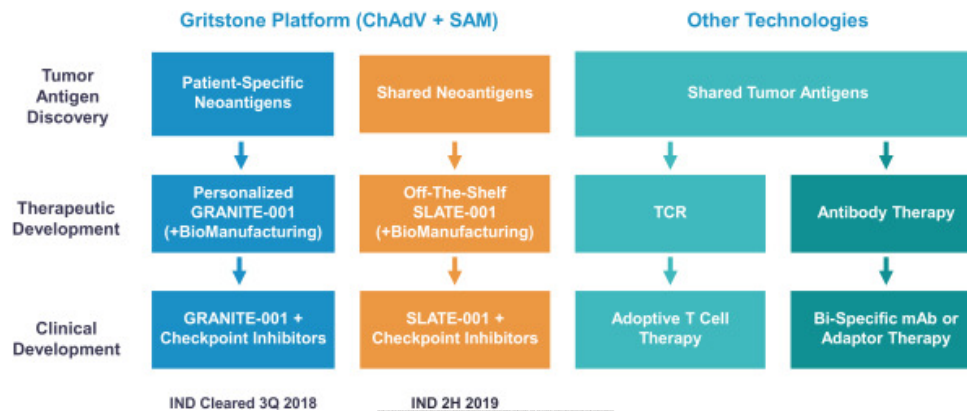 Gritstone Platform (ChAdV + SAM)
Other Technologies
Tumor
Antigen
Discovery
Patient-Specific
Neoantigens
Shared Neoantigens
Shared Tumor Antigens
Therapeutic
Development
Personalized
GRANITE-001
(+BioManufacturing)
Off-The-Shelf
SLATE-001
(+BioManufacturing)
TCR
Antibody Therapy
Clinical
Development
GRANITE-001 +
Checkpoint Inhibitors
SLATE-001 +
Checkpoint Inhibitors
Adoptive T Cell
Therapy
Bi-Specific mAb or
Adaptor Therapy
IND Cleared 3Q 2018
IND 2H 2019